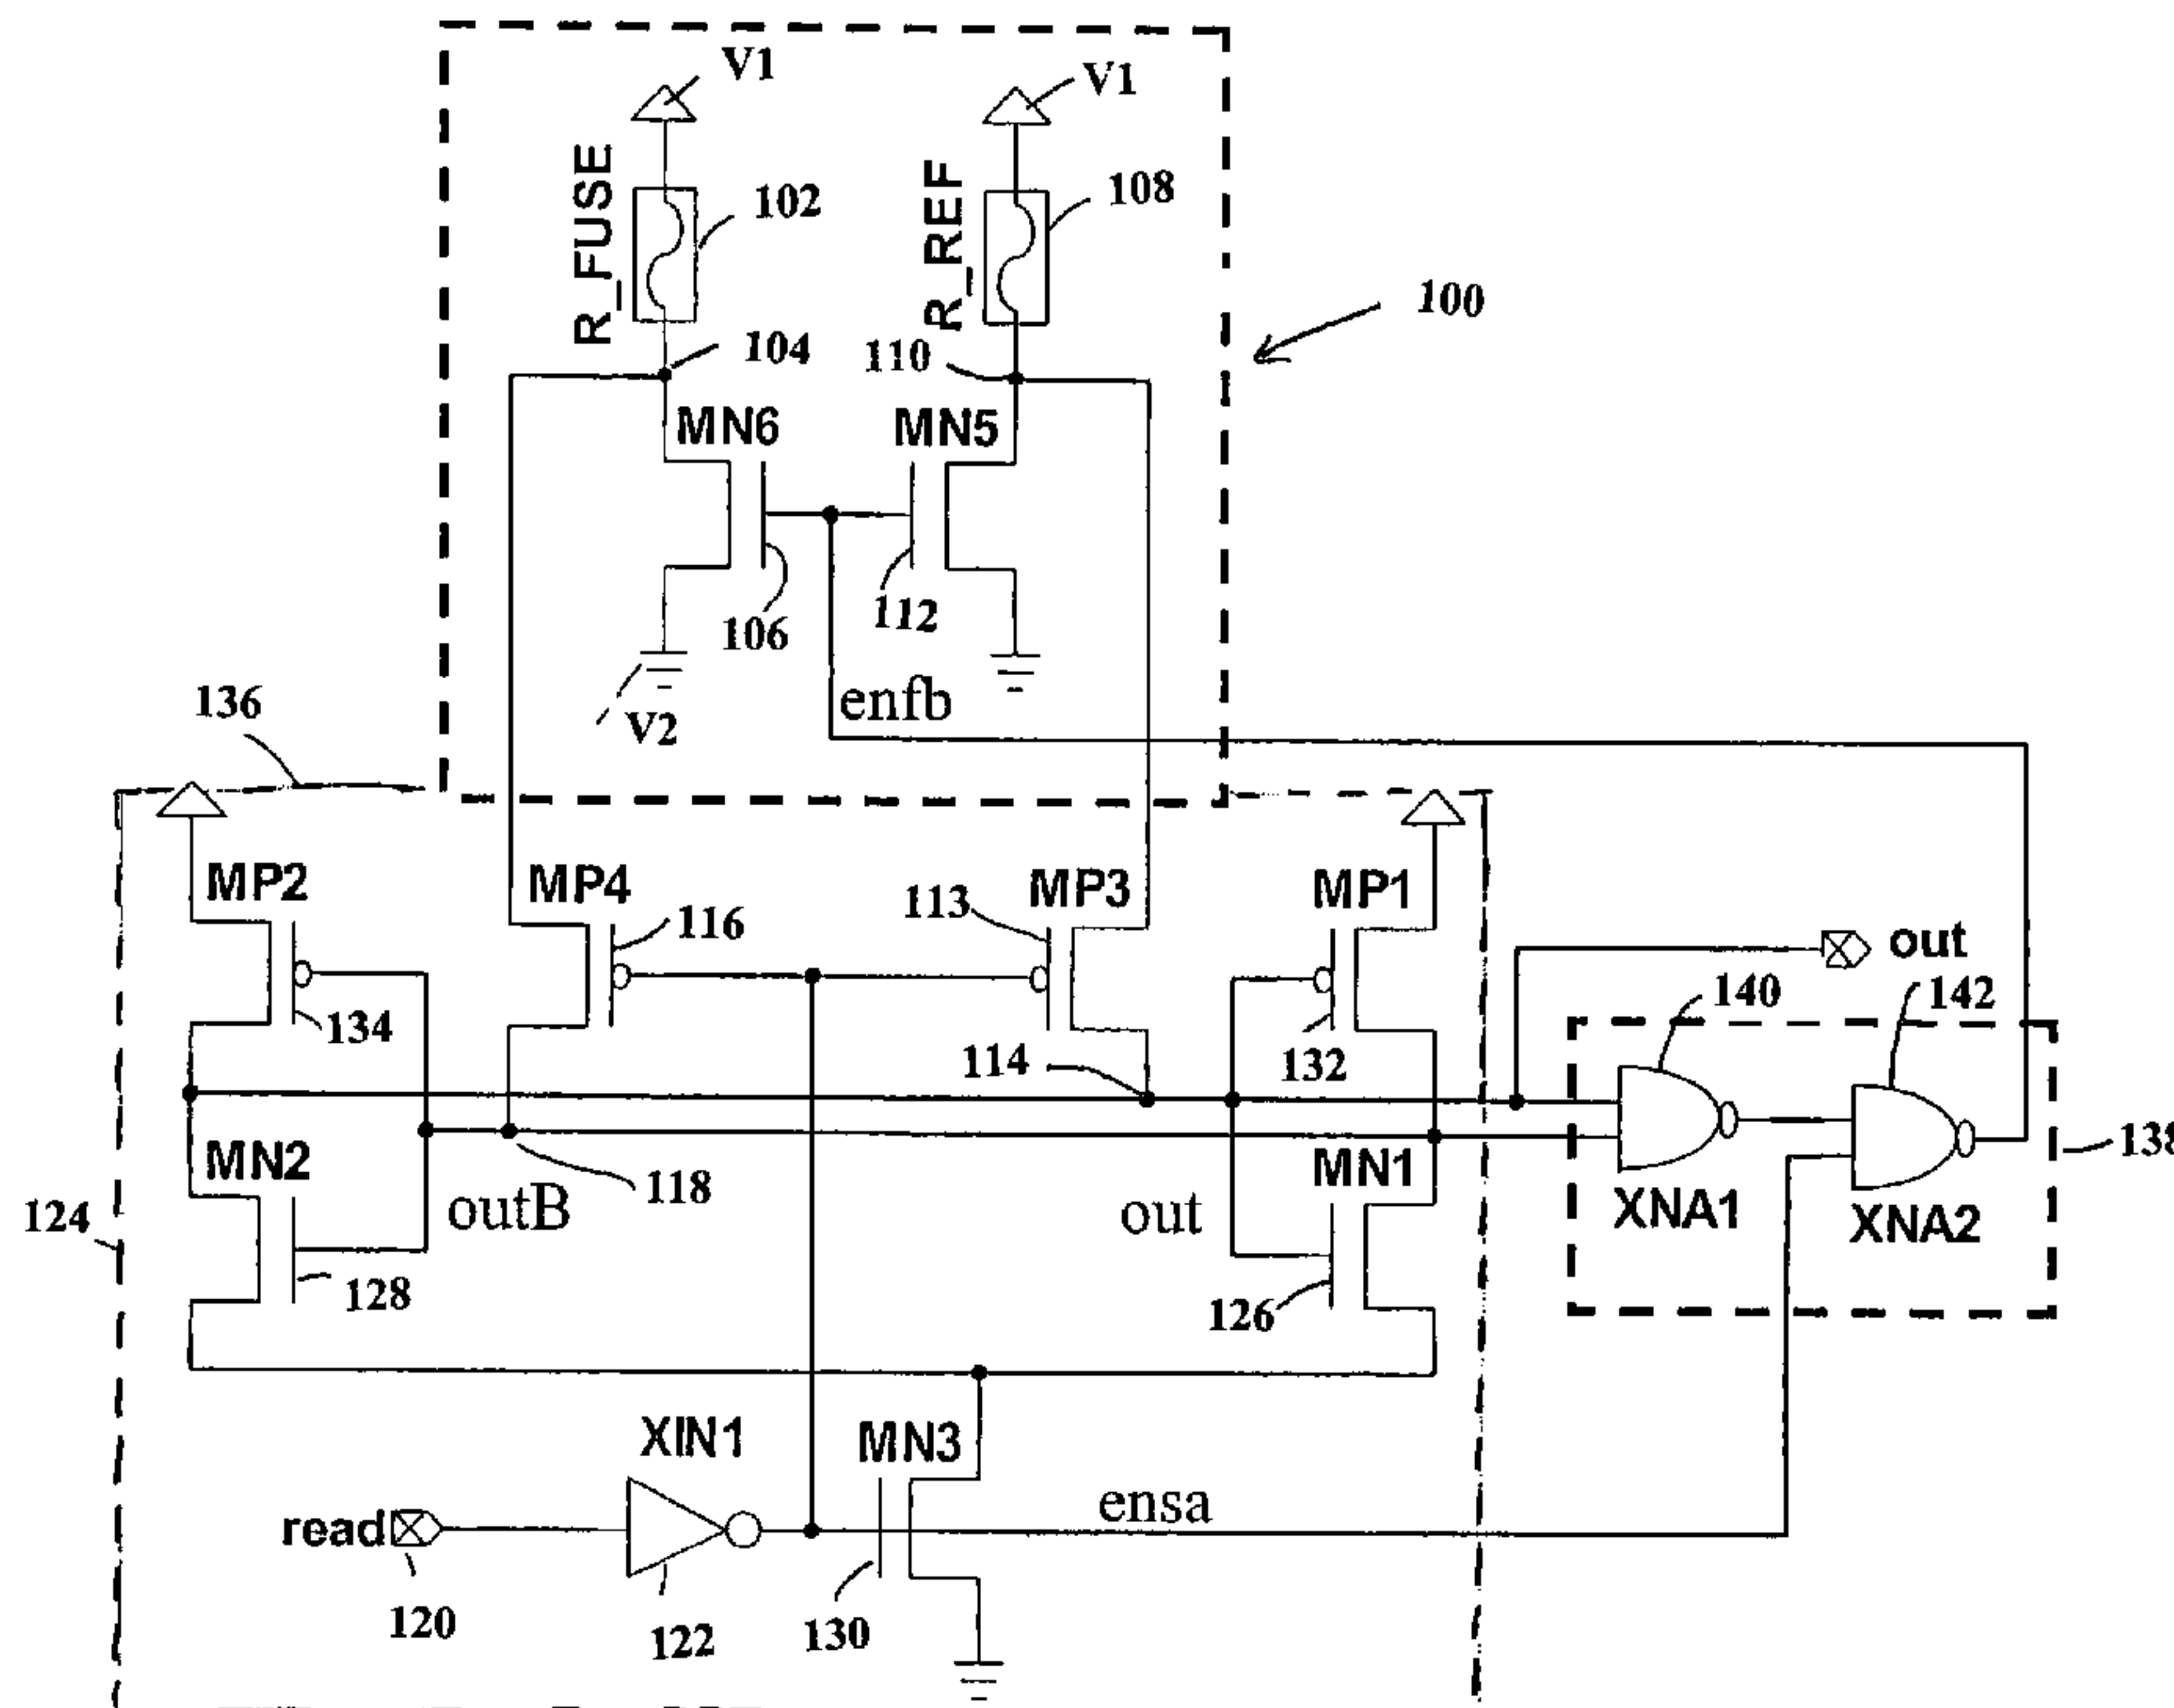 V1
V1
R_FUSE
102
R_REF
108
100
104
110
MN6
MN5
106
112
enfb
136
V2
MP2
MP4
116
113
MP3
MP1
out
140
142
134
114
132
138
MN2
118
MN1
XNA1
XNA2
124
outB
out
128
126
XIN1
MN3
ensa
read
120
122
130